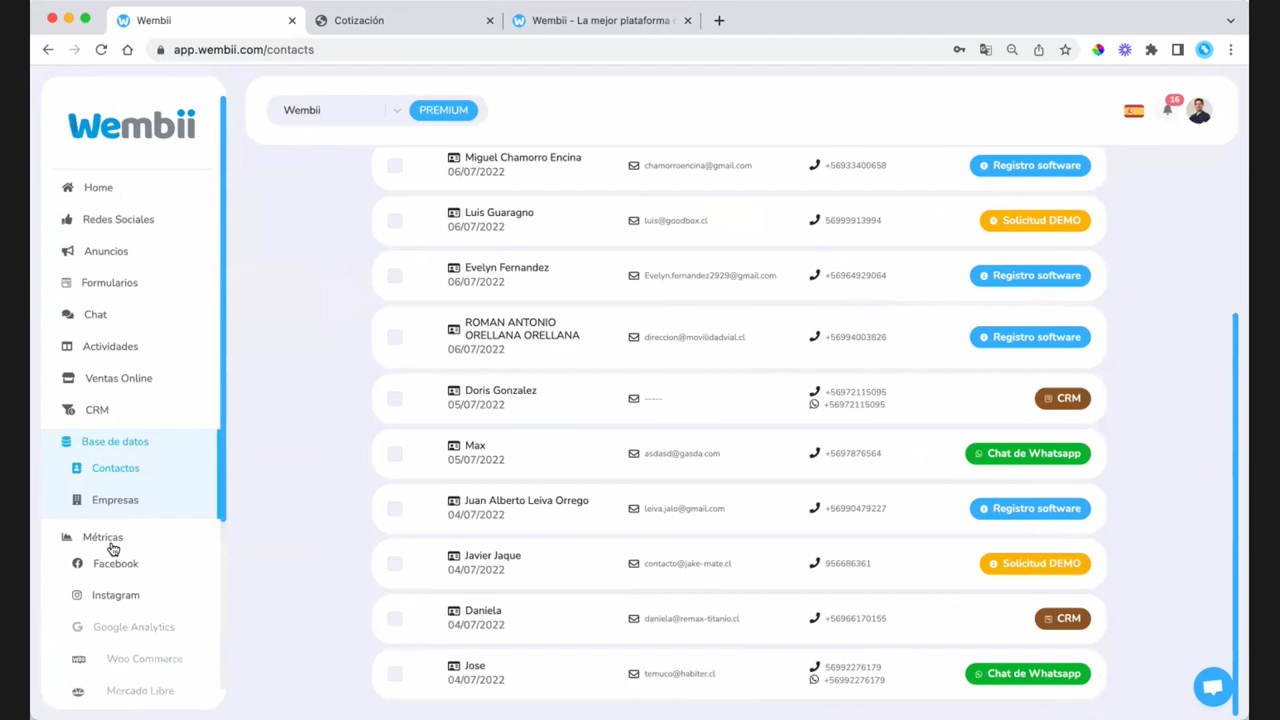 Wembii
Cotización
Wembii - La mejor plataforma
app.wembii.com/contacts
Wembii
Wembii
PREMIUM
16
Home
Redes Sociales
Anuncios
Formularios
Chat
Actividades
Ventas Online
CRM
Base de datos
Contactos
Empresas
Métricas
Facebook
Instagram
Google Analytics
Woo Commerce
Mercado Libre
Miguel Chamorro Encina
06/07/2022
chamorroencina@gmail.com
+56933400658
Registro software
Luis Guaragno
06/07/2022
luis@goodbox.cl
56999913994
Solicitud DEMO
Evelyn Fernandez
06/07/2022
Evelyn.fernandez2929@gmail.com
+56964929064
Registro software
ROMAN ANTONIO
ORELLANA ORELLANA
06/07/2022
direccion@movilidadvial.cl
+56994003826
Registro software
Doris Gonzalez
05/07/2022
-----
+56972115095
+56972115095
CRM
Max
05/07/2022
asdasd@gasda.com
+5697876564
Chat de Whatsapp
Juan Alberto Leiva Orrego
04/07/2022
leiva.jalo@gmail.com
+56990479227
Registro software
Javier Jaque
04/07/2022
contacto@jake-mate.cl
956686361
Solicitud DEMO
Daniela
04/07/2022
daniela@remax-titanio.cl
+56966170155
CRM
Jose
04/07/2022
temuco@habiter.cl
56992276179
+56992276179
Chat de Whatsapp